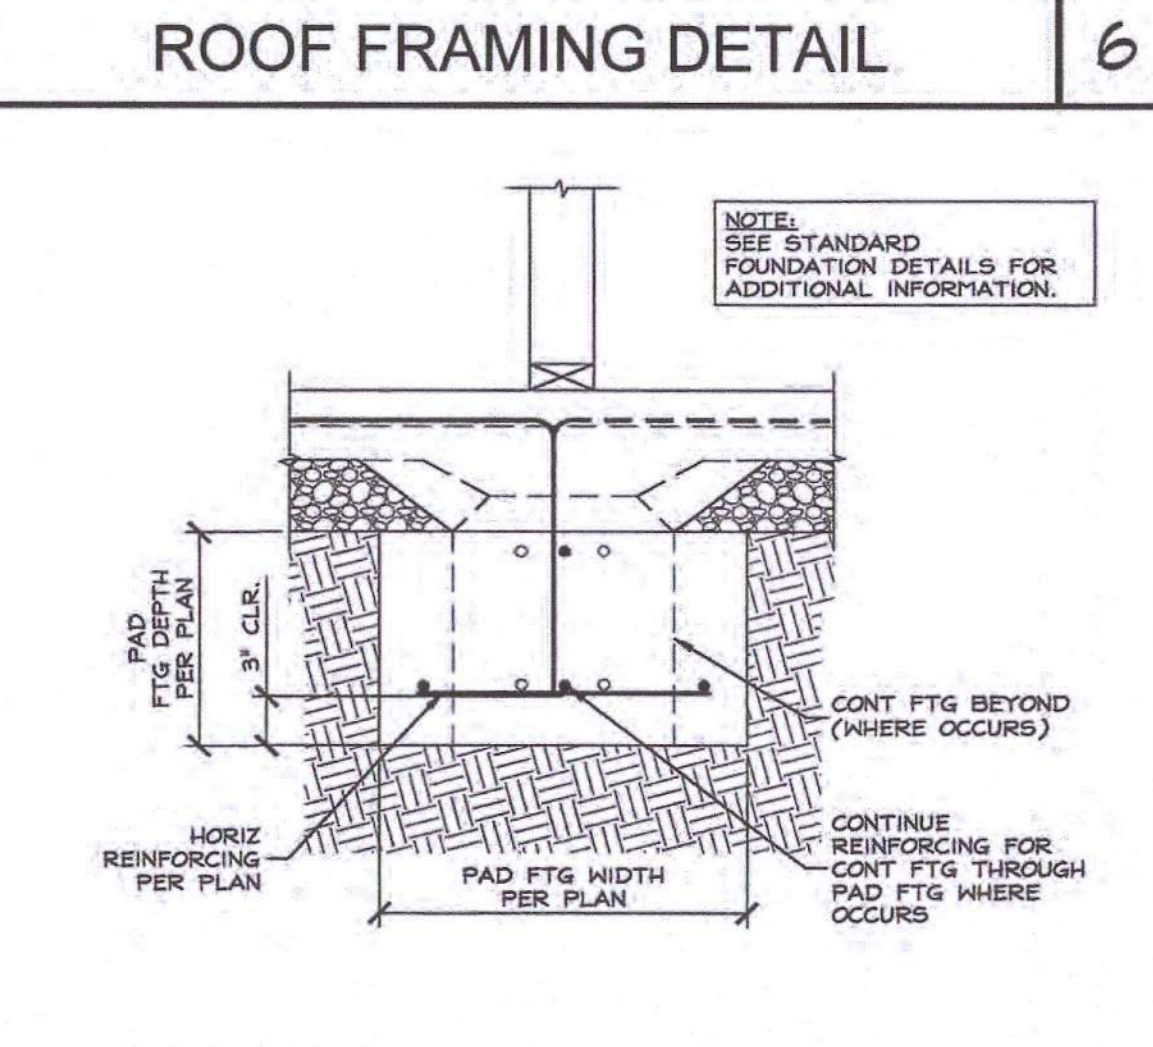 ROOF FRAMING DETAIL
6
NOTE:
SEE STANDARD
FOUNDATION DETAILS FOR
ADDITIONAL INFORMATION.
PAD
FTG DEPTH
PER PLAN
3" CLR.
CONT FTG BEYOND
(WHERE OCCURS)
HORIZ
REINFORCING
PER PLAN
PAD FTG WIDTH
PER PLAN
CONTINUE
REINFORCING FOR
CONT FTG THROUGH
PAD FTG WHERE
OCCURS